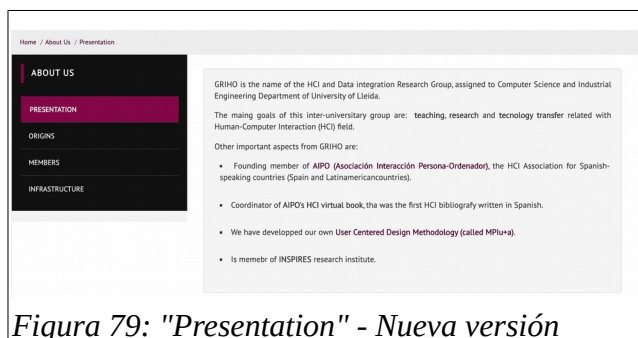 Home / About Us / Presentation
ABOUT US
PRESENTATION
ORIGINS
MEMBERS
INFRASTRUCTURE
GRIHO is the name of the HCI and Data integration Research Group, assigned to Computer Science and Industrial
Engineering Department of University of Lleida.
The maing goals of this inter-universitary group are: teaching, research and tecnology transfer related with
Human-Computer Interaction (HCI) field.
Other important aspects from GRIHO are:
• Founding member of AIPO (Asociación Interacción Persona-Ordenador), the HCI Association for Spanish-
speaking countries (Spain and Latinamericancountries).
• Coordinator of AIPO's HCI virtual book, tha was the first HCI bibliografy written in Spanish.
• We have developped our own User Centered Design Methodology (called MPIu+a).
• Is memebr of INSPIRES research institute.
Figura 79: "Presentation" - Nueva versión